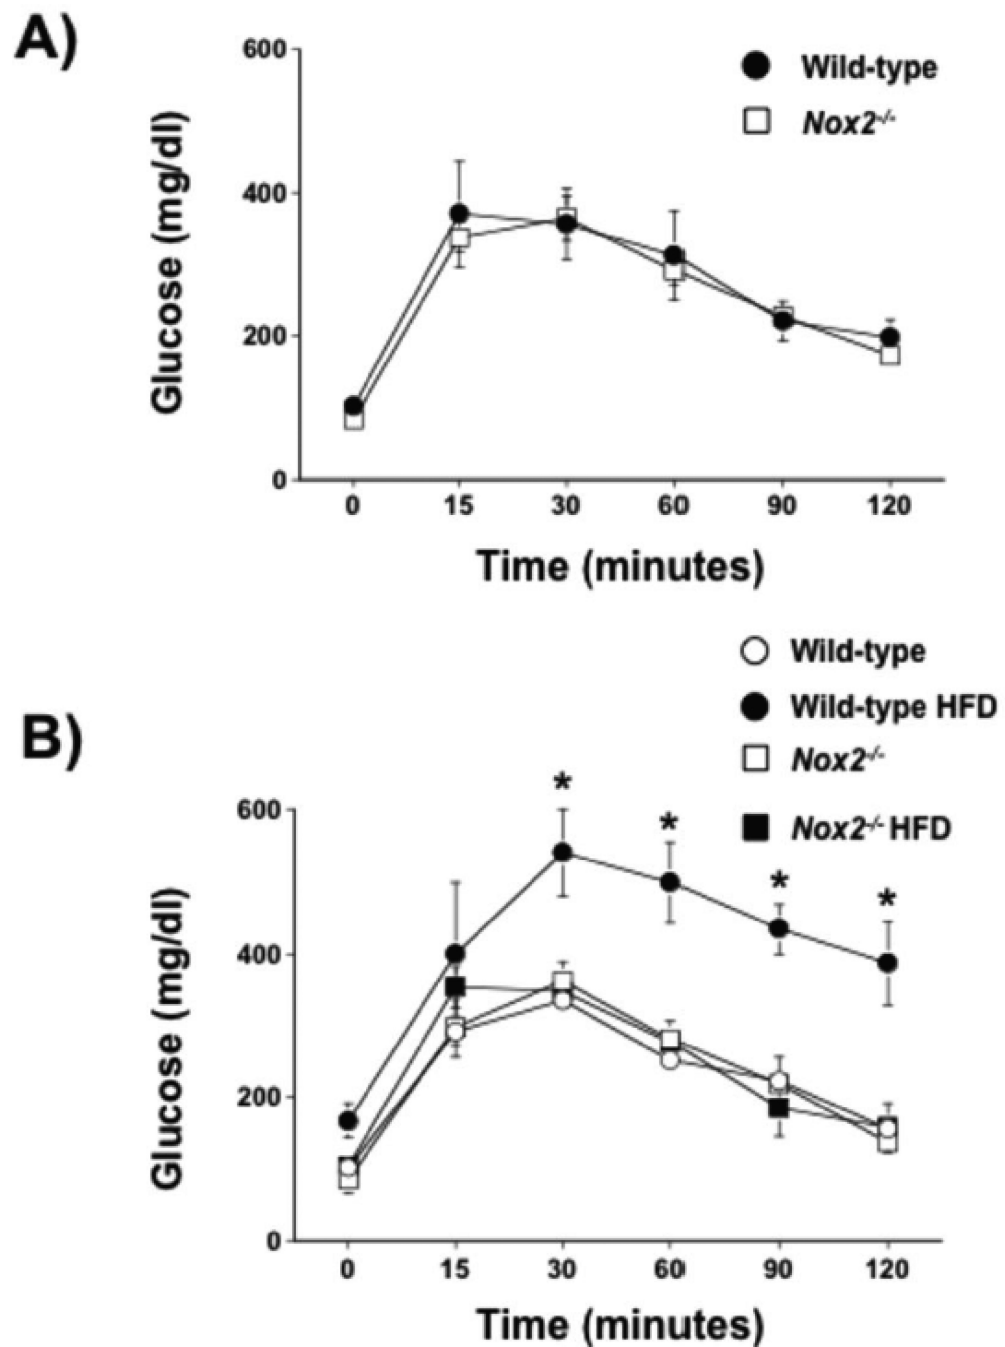 A)
Glucose (mg/dl)
600
400
200
0
0 15 30 60 90 120
Time (minutes)
Wild-type
Nox2-/-
B)
Glucose (mg/dl)
600
400
200
0
0 15 30 60 90 120
Time (minutes)
Wild-type
Wild-type HFD
Nox2-/-
Nox2-/- HFD
*
*
*
*